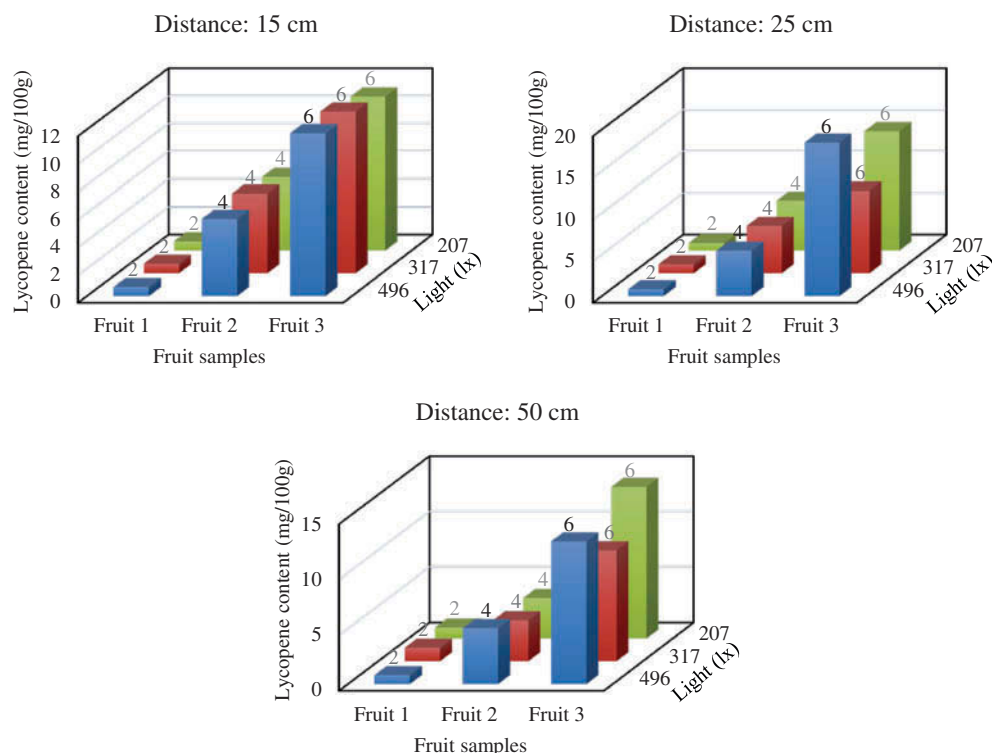 Distance: 15 cm
Lycopene content (mg/100g)
12
10
8
6
4
2
0
2 4 6
2 4 6
2 4 6
207
317
496
Light (lx)
Fruit 1 Fruit 2 Fruit 3
Fruit samples
Distance: 25 cm
Lycopene content (mg/100g)
20
15
10
5
0
2 4 6
2 4 6
2 4 6
207
317
496
Light (lx)
Fruit 1 Fruit 2 Fruit 3
Fruit samples
Distance: 50 cm
Lycopene content (mg/100g)
15
10
5
0
2 4 6
2 4 6
2 4 6
207
317
496
Light (lx)
Fruit 1 Fruit 2 Fruit 3
Fruit samples